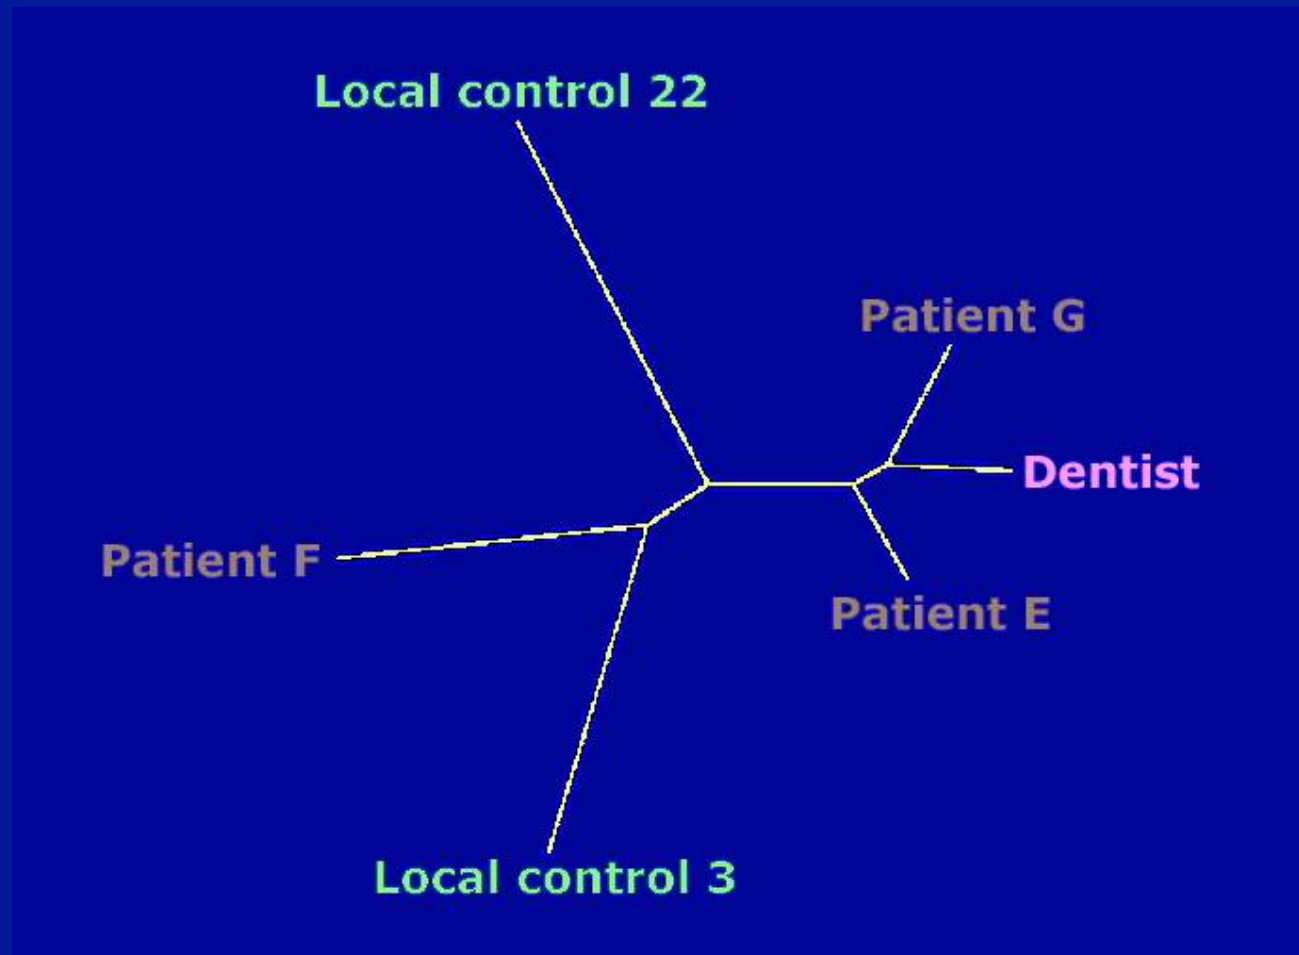 Local control 22
Patient G
Dentist
Patient F
Patient E
Local control 3